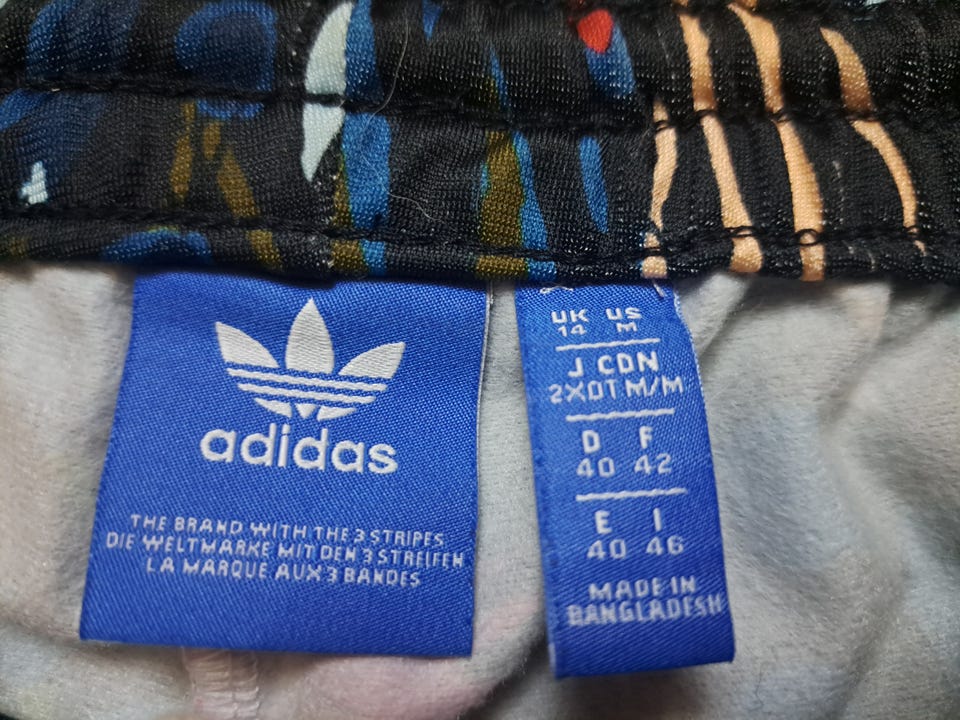 adidas
THE BRAND WITH THE 3 STRIPES
DIE WELTMARKE MIT DEN 3 STREIFEN
LA MARQUE AUX 3 BANDES
UK US
14 M
J CDN
2XOT M/M
D F
40 42
E I
40 46
MADE IN
BANGLADESH